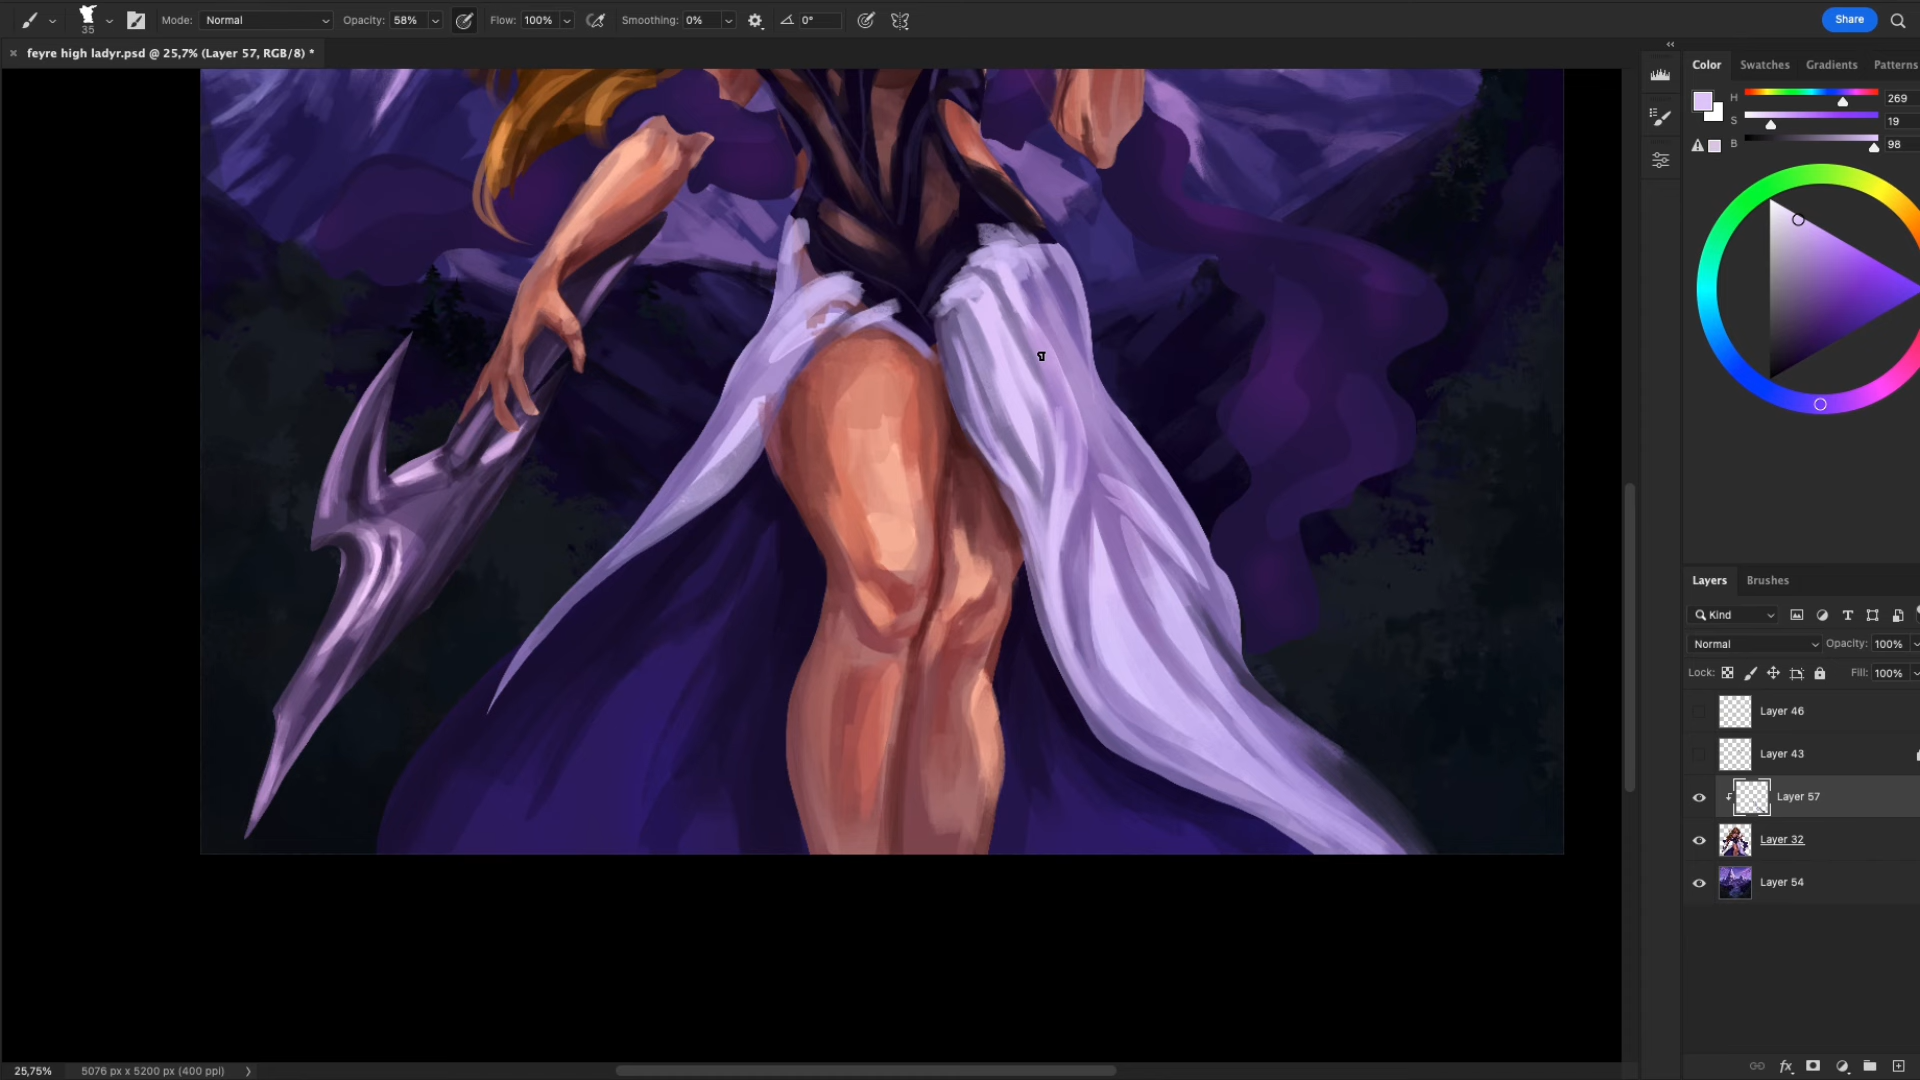 Mode: Normal Opacity: 58% Flow: 100% Smoothing: 0% 0° Share
35
feyre high ladyr.psd @ 25,7% (Layer 57, RGB/8) *
Color Swatches Gradients Patterns
H 269
S 19
B 98
Layers Brushes
Kind
Normal Opacity: 100%
Lock: Fill: 100%
Layer 46
Layer 43
Layer 57
Layer 32
Layer 54
fx
25,75% 5076 px x 5200 px (400 ppi)